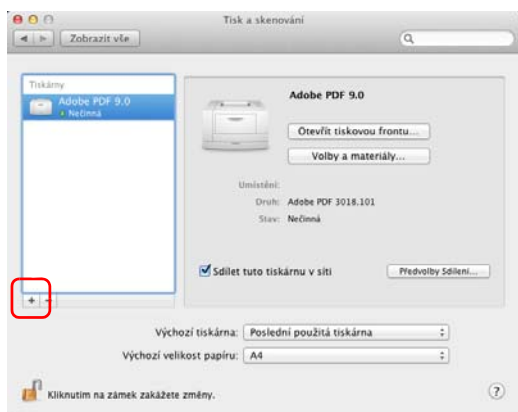 Tisk a skenování
Zobrazit vše
Tiskárny
Adobe PDF 9.0
Nečinná
Adobe PDF 9.0
Otevřít tiskovou frontu...
Volby a materiály...
Umístění:
Druh: Adobe PDF 3018.101
Stav: Nečinná
Sdílet tuto tiskárnu v síti
Předvolby Sdílení...
+ −
Výchozí tiskárna: Poslední použitá tiskárna
Výchozí velikost papíru: A4
Kliknutím na zámek zakážete změny.
?